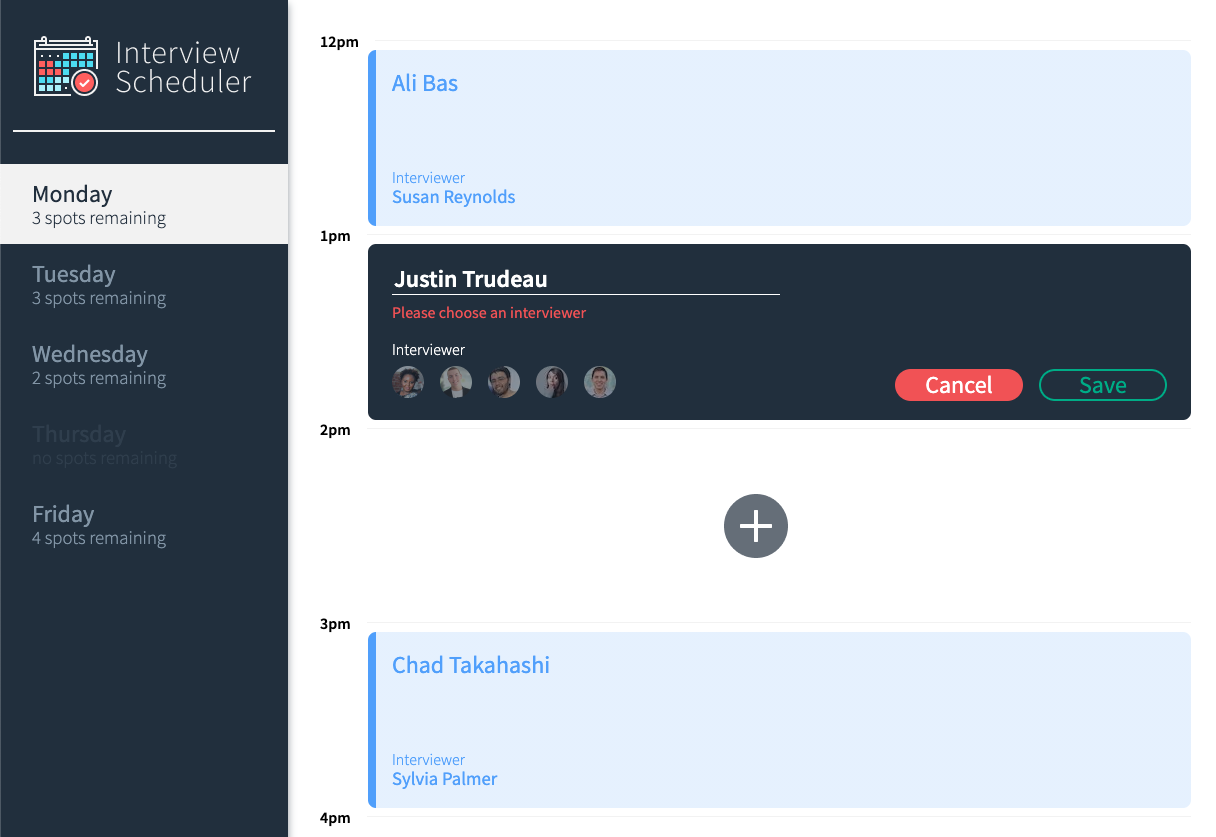 Interview
Scheduler
Monday
3 spots remaining
Tuesday
3 spots remaining
Wednesday
2 spots remaining
Thursday
no spots remaining
Friday
4 spots remaining
12pm
Ali Bas
Interviewer
Susan Reynolds
1pm
Justin Trudeau
Please choose an interviewer
Interviewer
Cancel
Save
2pm
3pm
Chad Takahashi
Interviewer
Sylvia Palmer
4pm